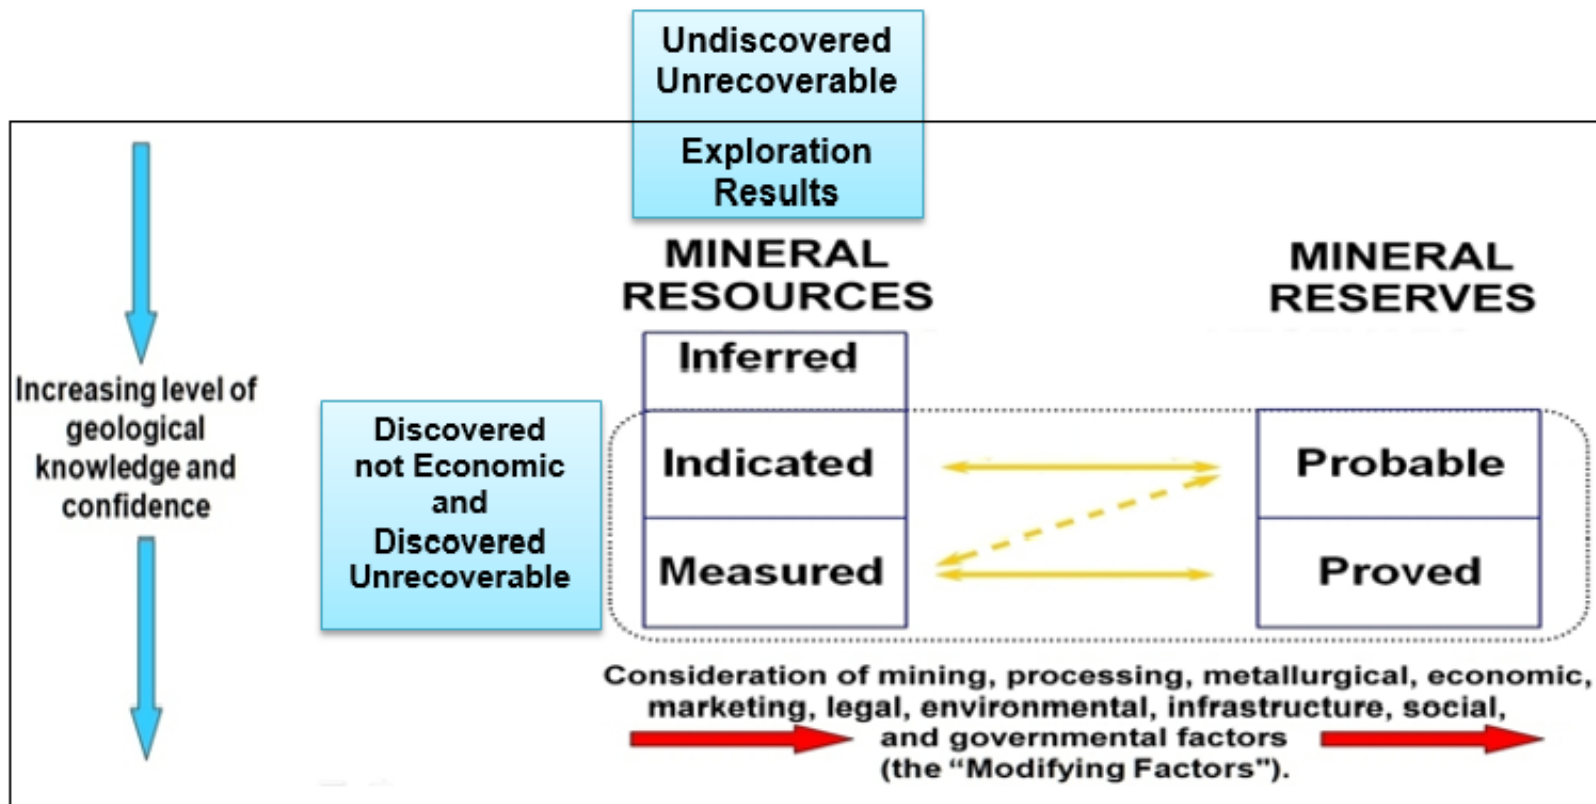 Undiscovered
Unrecoverable
Exploration
Results
MINERAL
RESOURCES
MINERAL
RESERVES
Inferred
Increasing level of
geological
knowledge and
confidence
Discovered
not Economic
and
Discovered
Unrecoverable
Indicated
Probable
Measured
Proved
Consideration of mining, processing, metallurgical, economic,
marketing, legal, environmental, infrastructure, social,
and governmental factors
(the “Modifying Factors").